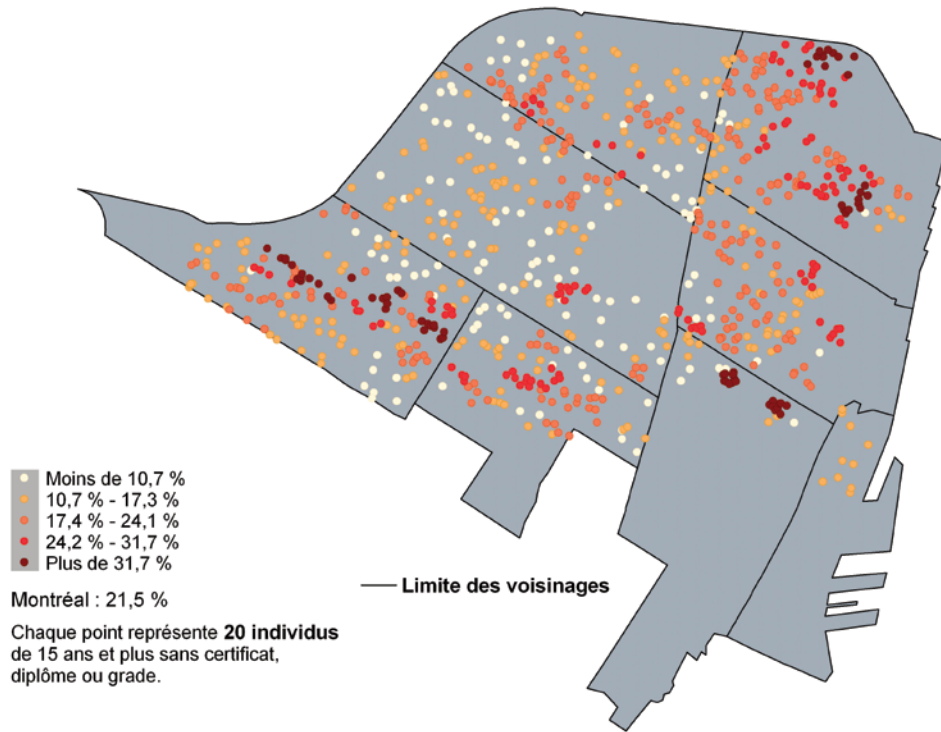 Moins de 10,7 %
10,7 % - 17,3 %
17,4 % - 24,1 %
24,2 % - 31,7 %
Plus de 31,7 %
Limite des voisinages
Montréal : 21,5 %
Chaque point représente 20 individus
de 15 ans et plus sans certificat,
diplôme ou grade.